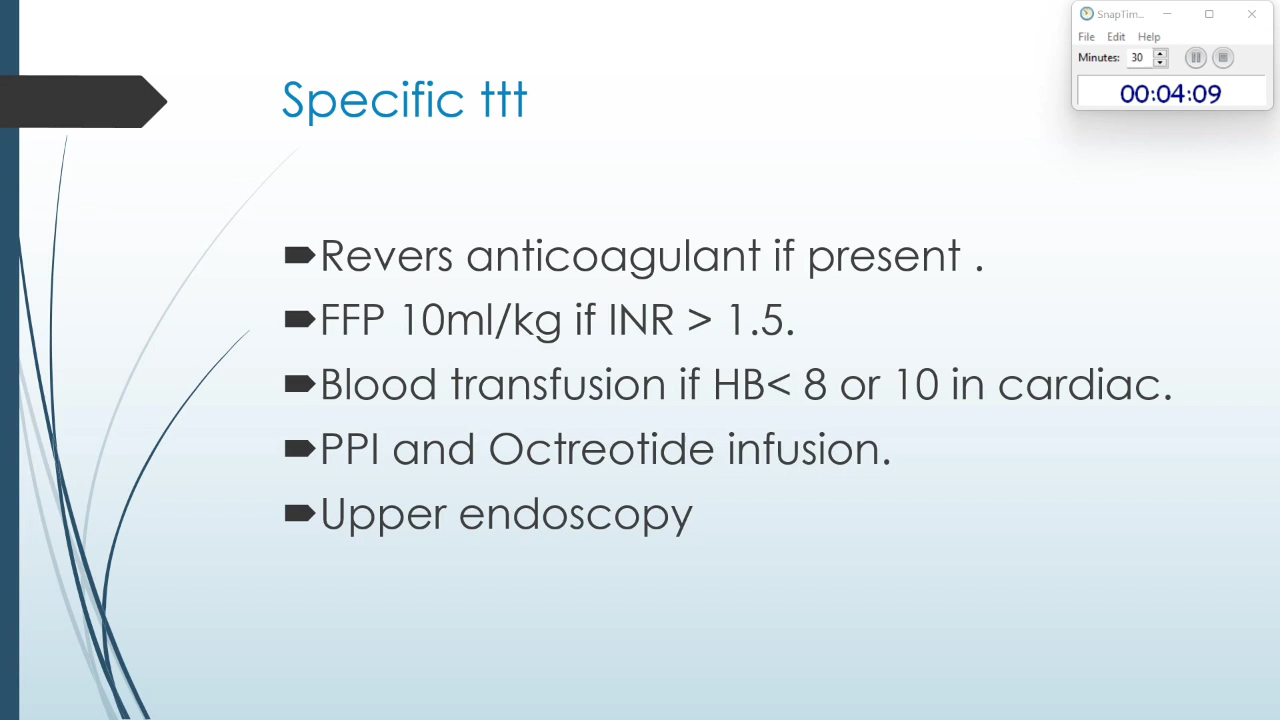 SnapTim...
File Edit Help
Minutes: 30
00:04:09
Specific ttt
Revers anticoagulant if present .
FFP 10ml/kg if INR > 1.5.
Blood transfusion if HB< 8 or 10 in cardiac.
PPI and Octreotide infusion.
Upper endoscopy